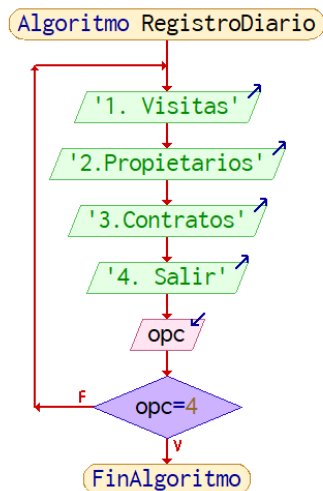 Algoritmo RegistroDiario
'1. Visitas'
'2.Propietarios'
'3.Contratos'
'4. Salir'
opc
opc=4
F
V
FinAlgoritmo